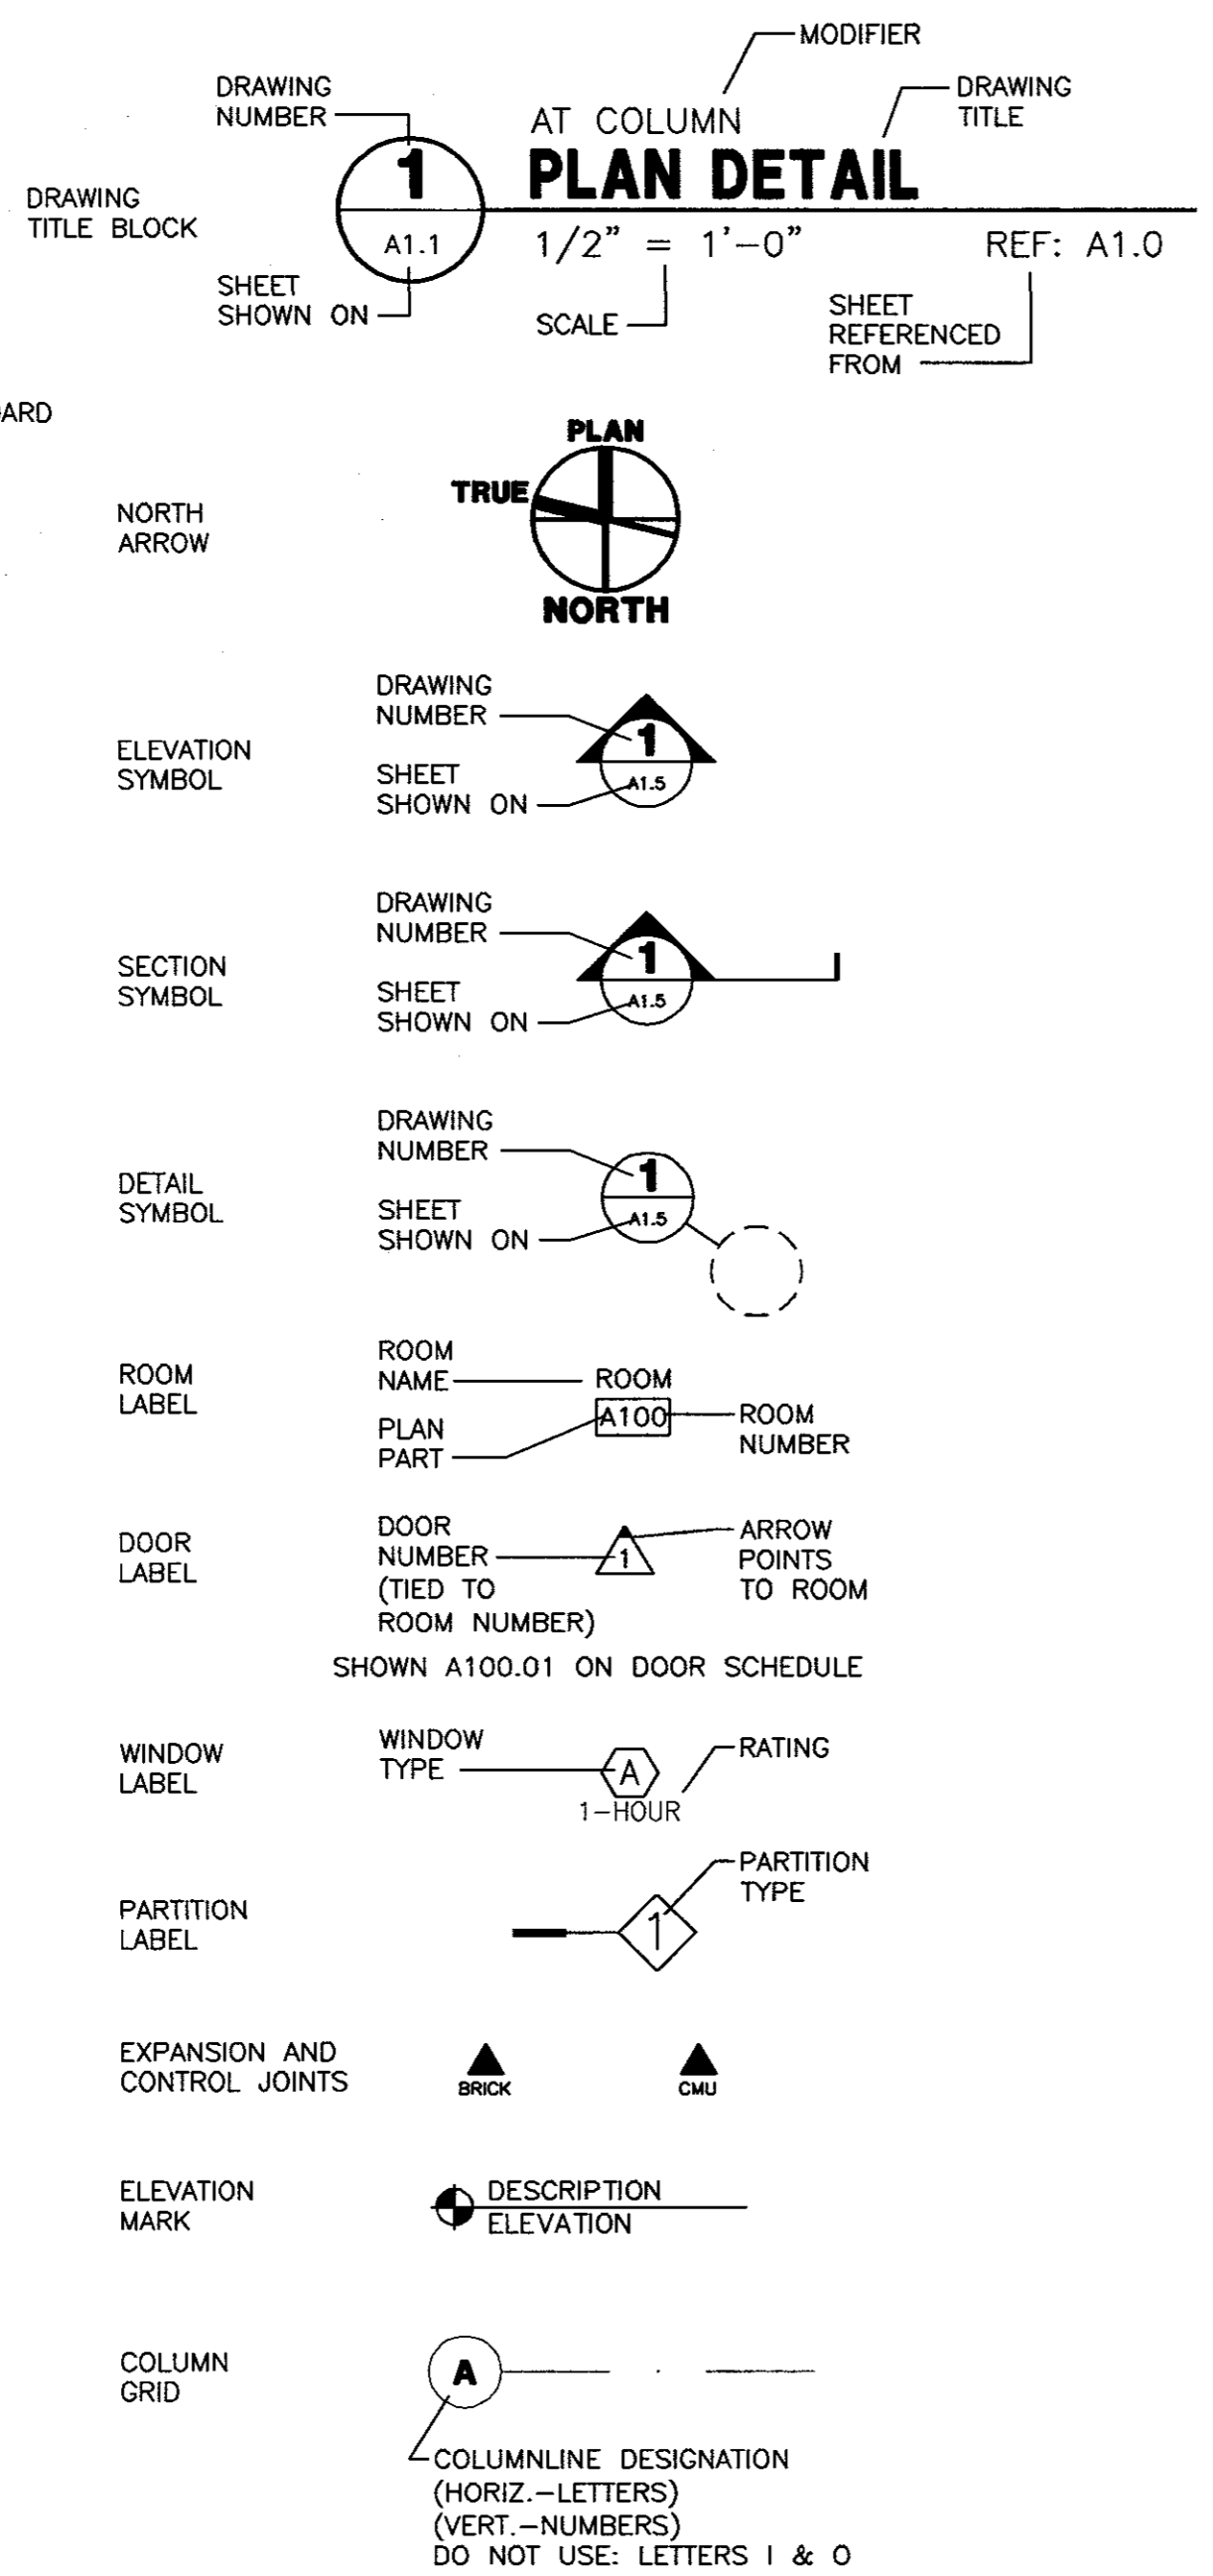 MODIFIER
DRAWING
NUMBER
AT COLUMN
DRAWING
TITLE
DRAWING
TITLE BLOCK
1
PLAN DETAIL
A1.1
1/2" = 1'-0"
REF: A1.0
SHEET
SHOWN ON
SCALE
SHEET
REFERENCED
FROM
ARD
NORTH
ARROW
PLAN
TRUE
NORTH
ELEVATION
SYMBOL
DRAWING
NUMBER
1
SHEET
SHOWN ON
A1.5
SECTION
SYMBOL
DRAWING
NUMBER
1
SHEET
SHOWN ON
A1.5
DETAIL
SYMBOL
DRAWING
NUMBER
1
SHEET
SHOWN ON
A1.5
ROOM
LABEL
ROOM
NAME
ROOM
PLAN
PART
A100
ROOM
NUMBER
DOOR
LABEL
DOOR
NUMBER
(TIED TO
ROOM NUMBER)
1
ARROW
POINTS
TO ROOM
SHOWN A100.01 ON DOOR SCHEDULE
WINDOW
LABEL
WINDOW
TYPE
A
1-HOUR
RATING
PARTITION
LABEL
1
PARTITION
TYPE
EXPANSION AND
CONTROL JOINTS
BRICK
CMU
ELEVATION
MARK
DESCRIPTION
ELEVATION
COLUMN
GRID
A
COLUMNLINE DESIGNATION
(HORIZ.-LETTERS)
(VERT.-NUMBERS)
DO NOT USE: LETTERS I & O